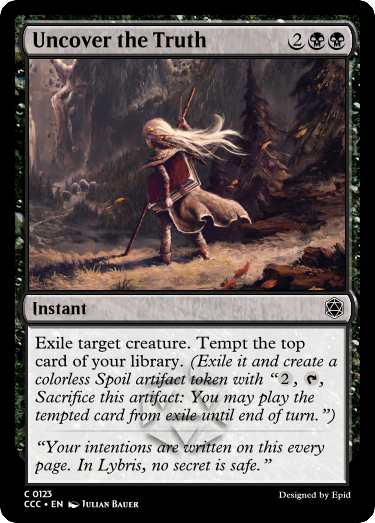 Uncover the Truth 2
Instant
Exile target creature. Tempt the top
card of your library. (Exile it and create a
colorless Spoil artifact token with “2, ,
Sacrifice this artifact: You may play the
tempted card from exile until end of turn.”)
“Your intentions are written on this every
page. In Lybris, no secret is safe.”
C 0123 Designed by Epid
CCC • EN Julian Bauer